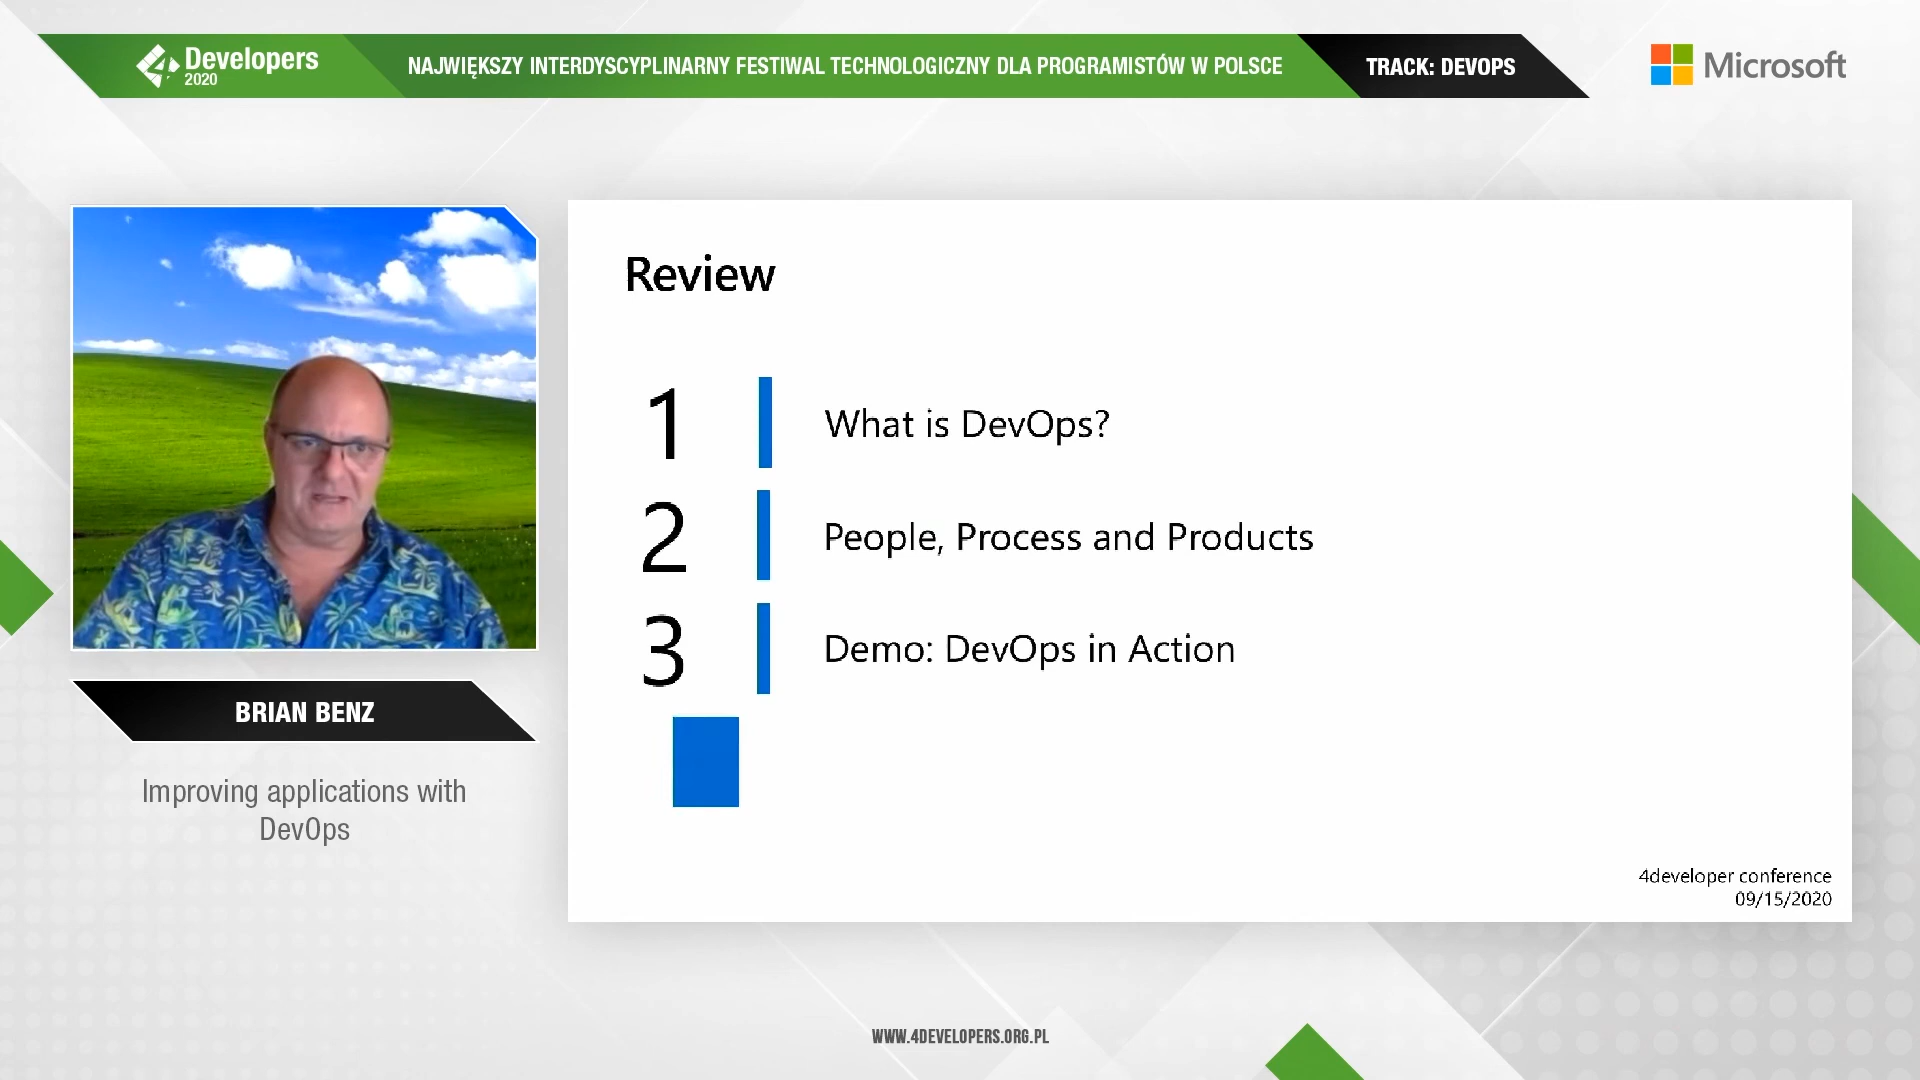 4
Developers
2020
NAJWIĘKSZY INTERDYSCYPLINARNY FESTIWAL TECHNOLOGICZNY DLA PROGRAMISTÓW W POLSCE
TRACK: DEVOPS
Microsoft
Review
1 What is DevOps?
2 People, Process and Products
3 Demo: DevOps in Action
BRIAN BENZ
Improving applications with
DevOps
4developer conference
09/15/2020
WWW.4DEVELOPERS.ORG.PL